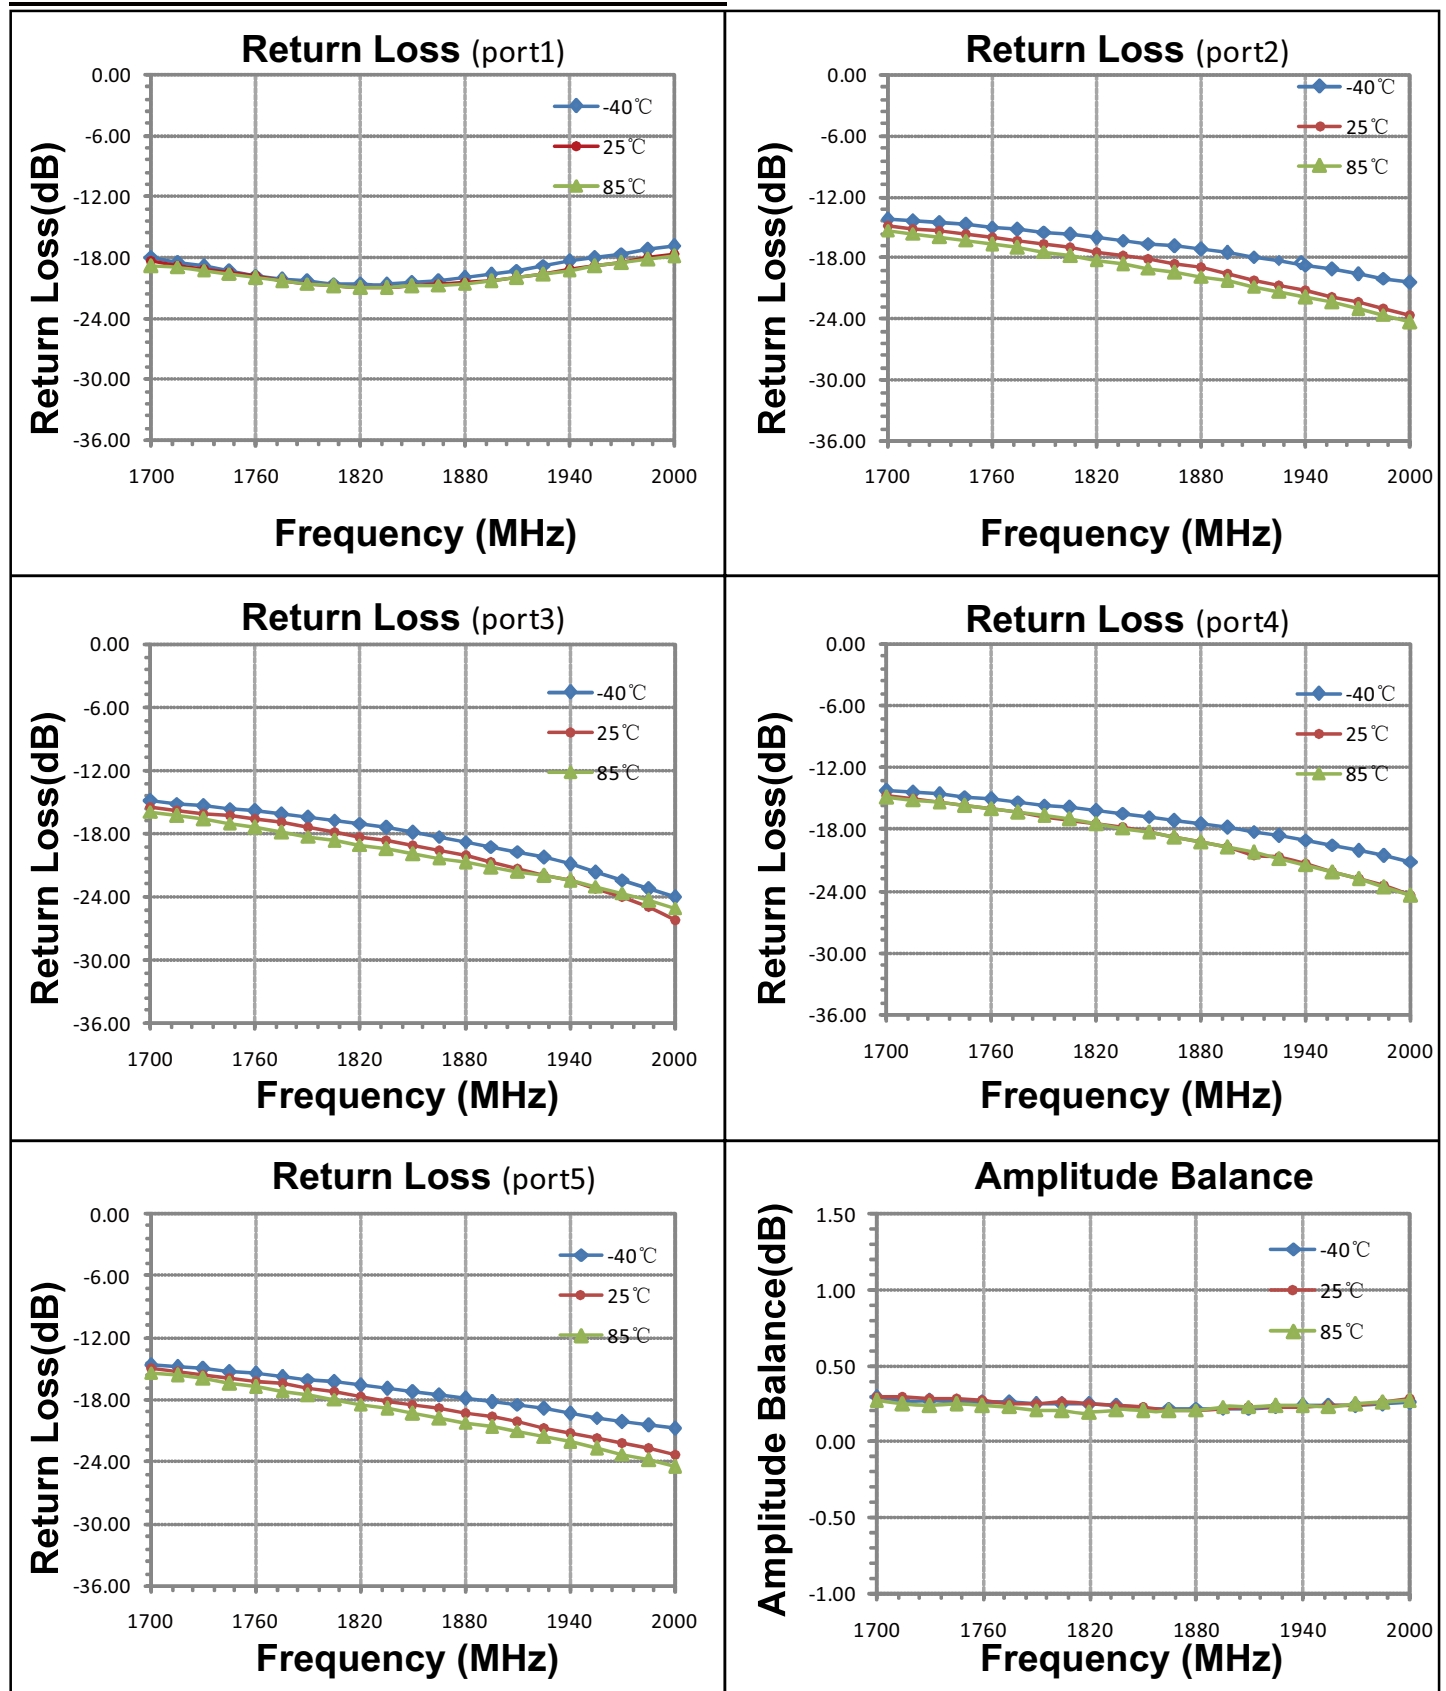 Return Loss (port1)
0.00
-6.00
-12.00
-18.00
-24.00
-30.00
-36.00
Return Loss(dB)
-40℃
25℃
85℃
1700 1760 1820 1880 1940 2000
Frequency (MHz)
Return Loss (port2)
0.00
-6.00
-12.00
-18.00
-24.00
-30.00
-36.00
Return Loss(dB)
-40℃
25℃
85℃
1700 1760 1820 1880 1940 2000
Frequency (MHz)
Return Loss (port3)
0.00
-6.00
-12.00
-18.00
-24.00
-30.00
-36.00
Return Loss(dB)
-40℃
25℃
85℃
1700 1760 1820 1880 1940 2000
Frequency (MHz)
Return Loss (port4)
0.00
-6.00
-12.00
-18.00
-24.00
-30.00
-36.00
Return Loss(dB)
-40℃
25℃
85℃
1700 1760 1820 1880 1940 2000
Frequency (MHz)
Return Loss (port5)
0.00
-6.00
-12.00
-18.00
-24.00
-30.00
-36.00
Return Loss(dB)
-40℃
25℃
85℃
1700 1760 1820 1880 1940 2000
Frequency (MHz)
Amplitude Balance
1.50
1.00
0.50
0.00
-0.50
-1.00
Amplitude Balance(dB)
-40℃
25℃
85℃
1700 1760 1820 1880 1940 2000
Frequency (MHz)